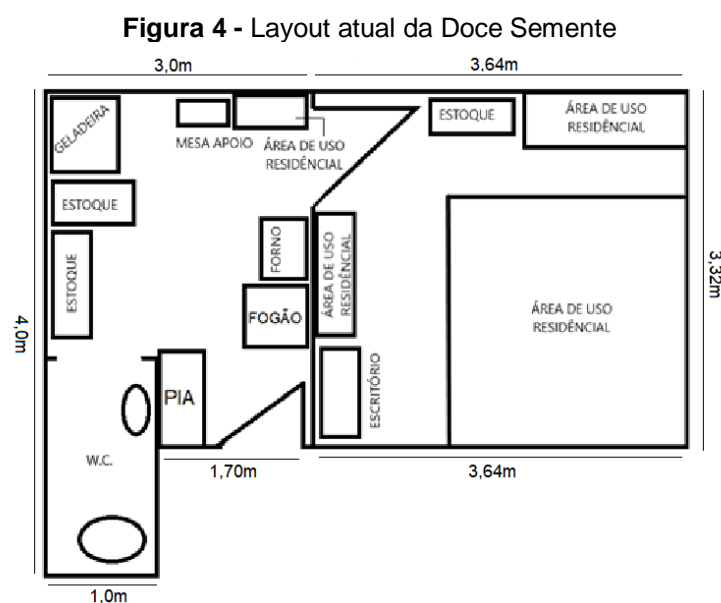 Figura 4 - Layout atual da Doce Semente
3,0m
3,64m
GELADEIRA
MESA APOIO
ÁREA DE USO
RESIDÊNCIAL
ESTOQUE
ÁREA DE USO
RESIDÊNCIAL
ESTOQUE
ESTOQUE
FORNO
FOGÃO
ÁREA DE USO
RESIDÊNCIAL
ÁREA DE USO
RESIDÊNCIAL
3,32m
4,0m
PIA
ESCRITÓRIO
W.C.
1,70m
3,64m
1,0m